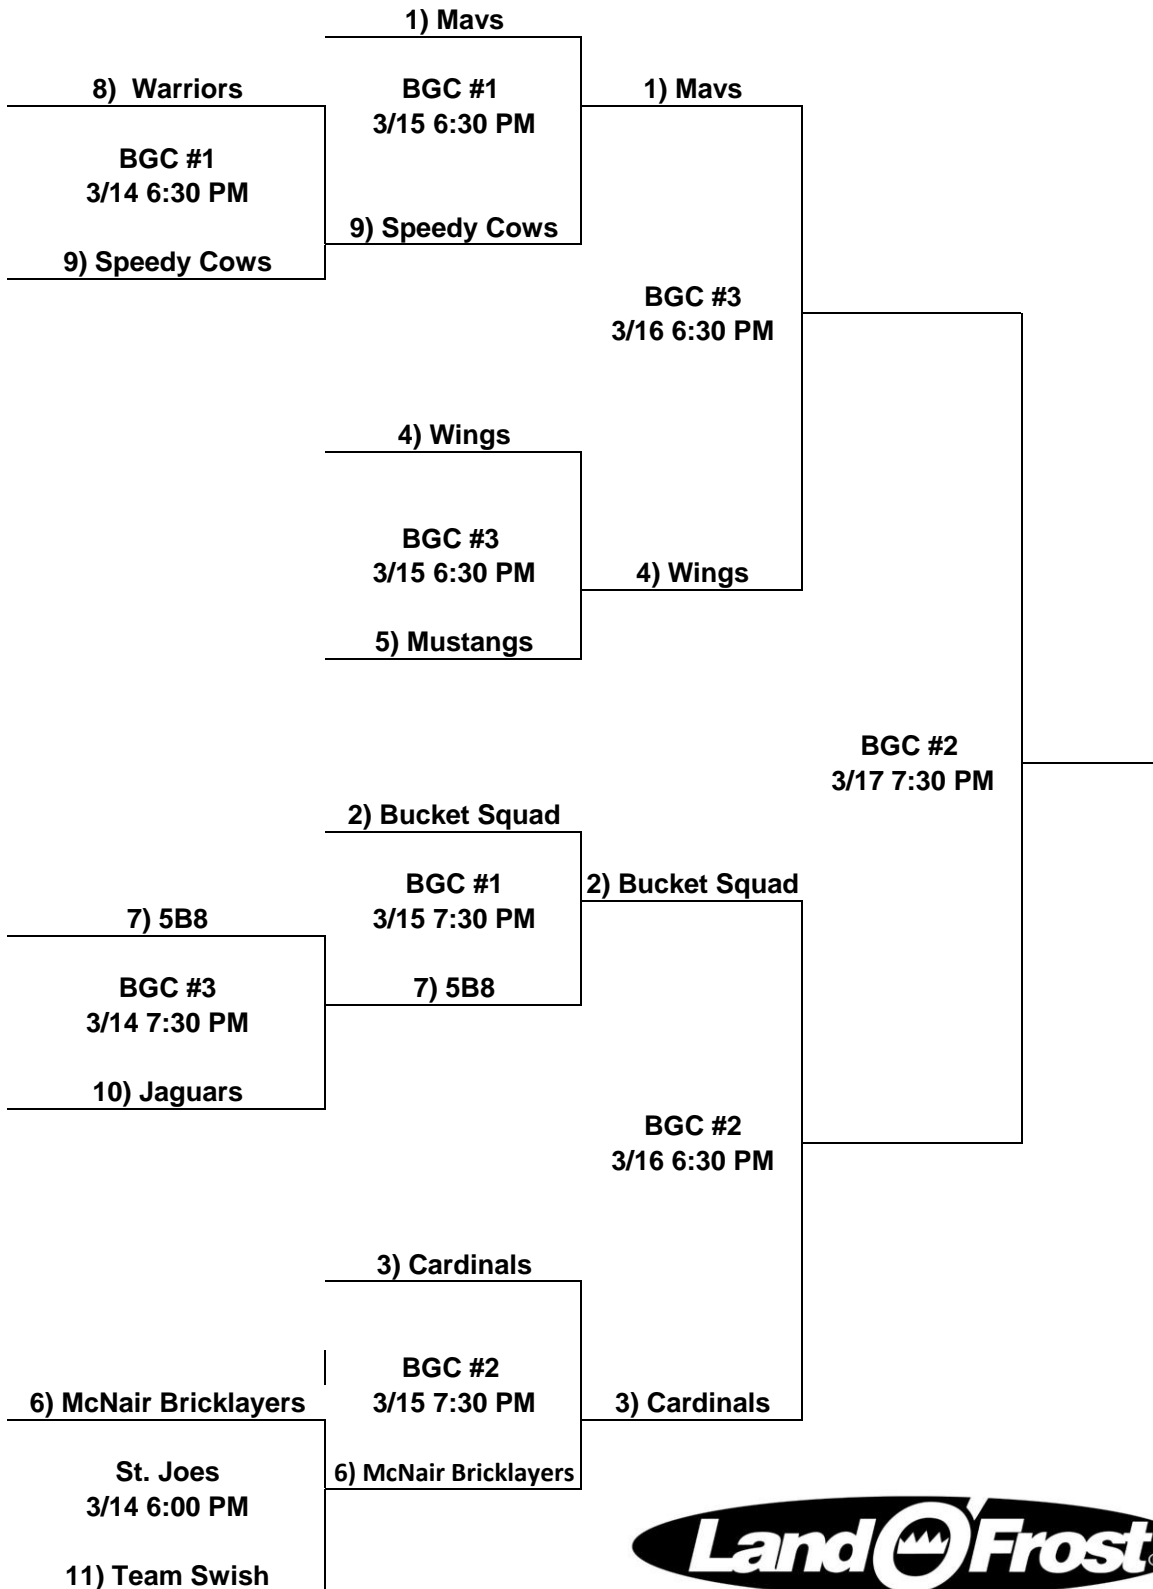 1) Mavs
8)  Warriors
BGC #1
3/15 6:30 PM
1) Mavs
BGC #1
3/14 6:30 PM
9) Speedy Cows
9) Speedy Cows
BGC #3
3/16 6:30 PM
4) Wings
BGC #3
3/15 6:30 PM
4) Wings
5) Mustangs
BGC #2
3/17 7:30 PM
2) Bucket Squad
BGC #1
3/15 7:30 PM
2) Bucket Squad
7) 5B8
BGC #3
3/14 7:30 PM
7) 5B8
10) Jaguars
BGC #2
3/16 6:30 PM
3) Cardinals
BGC #2
3/15 7:30 PM
6) McNair Bricklayers
3) Cardinals
St. Joes
3/14 6:00 PM
6) McNair Bricklayers
11) Team Swish
Land O'Frost